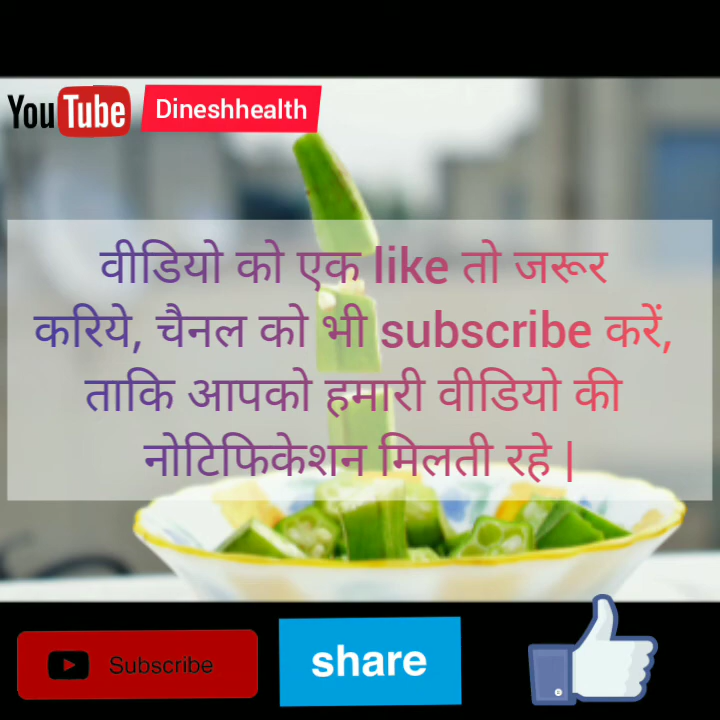 YouTube Dineshhealth
वीडियो को एक like तो जरूर
करिये, चैनल को भी subscribe करें,
ताकि आपको हमारी वीडियो की
नोटिफिकेशन मिलती रहे |
Subscribe share